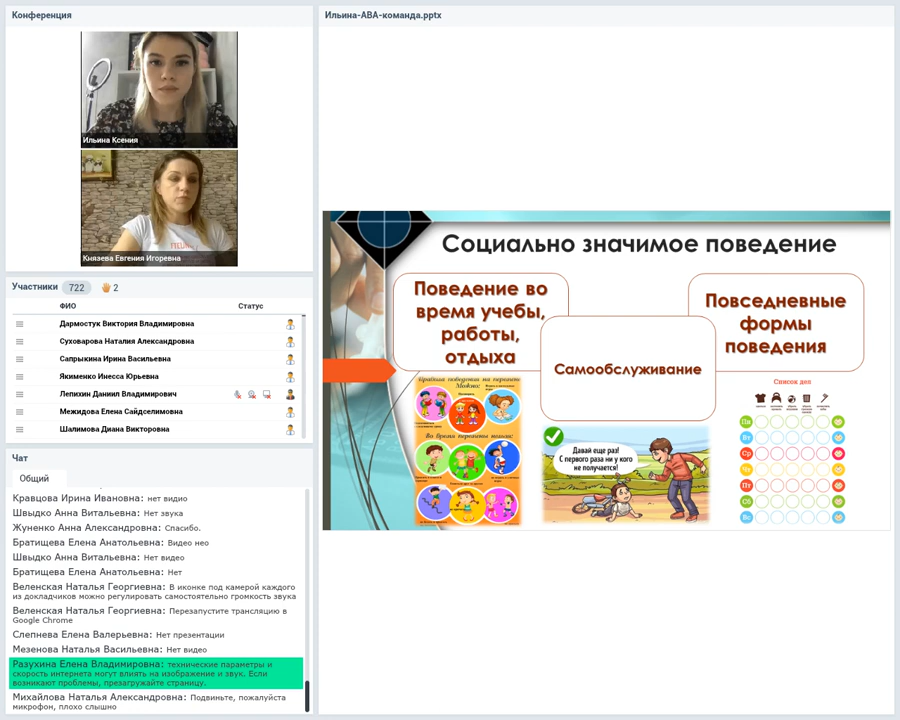 Конференция
Ильина Ксения
Князева Евгения Игоревна
Участники 722 2
ФИО Статус
Дармостук Виктория Владимировна
Суховарова Наталия Александровна
Сапрыкина Ирина Васильевна
Якименко Инесса Юрьевна
Лепихин Даниил Владимирович
Межидова Елена Сайдселимовна
Шалимова Диана Викторовна
Чат
Общий
Кравцова Ирина Ивановна: нет видио
Швыдко Анна Витальевна: Нет звука
Жуненко Анна Александровна: Спасибо.
Братищева Елена Анатольевна: Видео нео
Швыдко Анна Витальевна: Нет видео
Братищева Елена Анатольевна: Нет
Веленская Наталья Георгиевна: В иконке под камерой каждого
из докладчиков можно регулировать самостоятельно громкость звука
Веленская Наталья Георгиевна: Перезапустите трансляцию в
Google Chrome
Слепнева Елена Валерьевна: Нет презентации
Мезенова Наталья Васильевна: Нет видео
Разухина Елена Владимировна: технические параметры и
скорость интернета могут влиять на изображение и звук. Если
возникают проблемы, презагружайте страницу.
Михайлова Наталья Александровна: Подвиньте, пожалуйста
микрофон, плохо слышно
Ильина-АВА-команда.pptx
Социально значимое поведение
Поведение во
время учебы,
работы,
отдыха
Самообслуживание
Повседневные
формы
поведения
Можно:
Давай еще раз!
С первого раза ни у кого
не получается!
Список дел
Пн
Вт
Ср
Чт
Пт
Сб
Вс